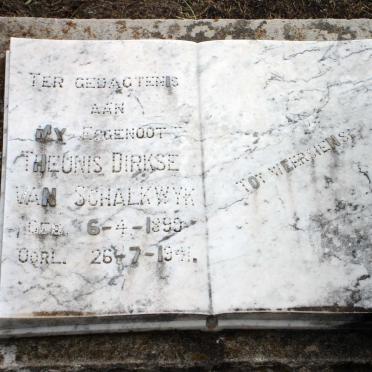 TER GEDAGTENIS
AAN
MY EGGENOOT
THEUNIS DIRKSE
VAN SCHALKWYK
GEB. 6-4-1899
OORL. 26-7-1941.
TOT WEERSIENS